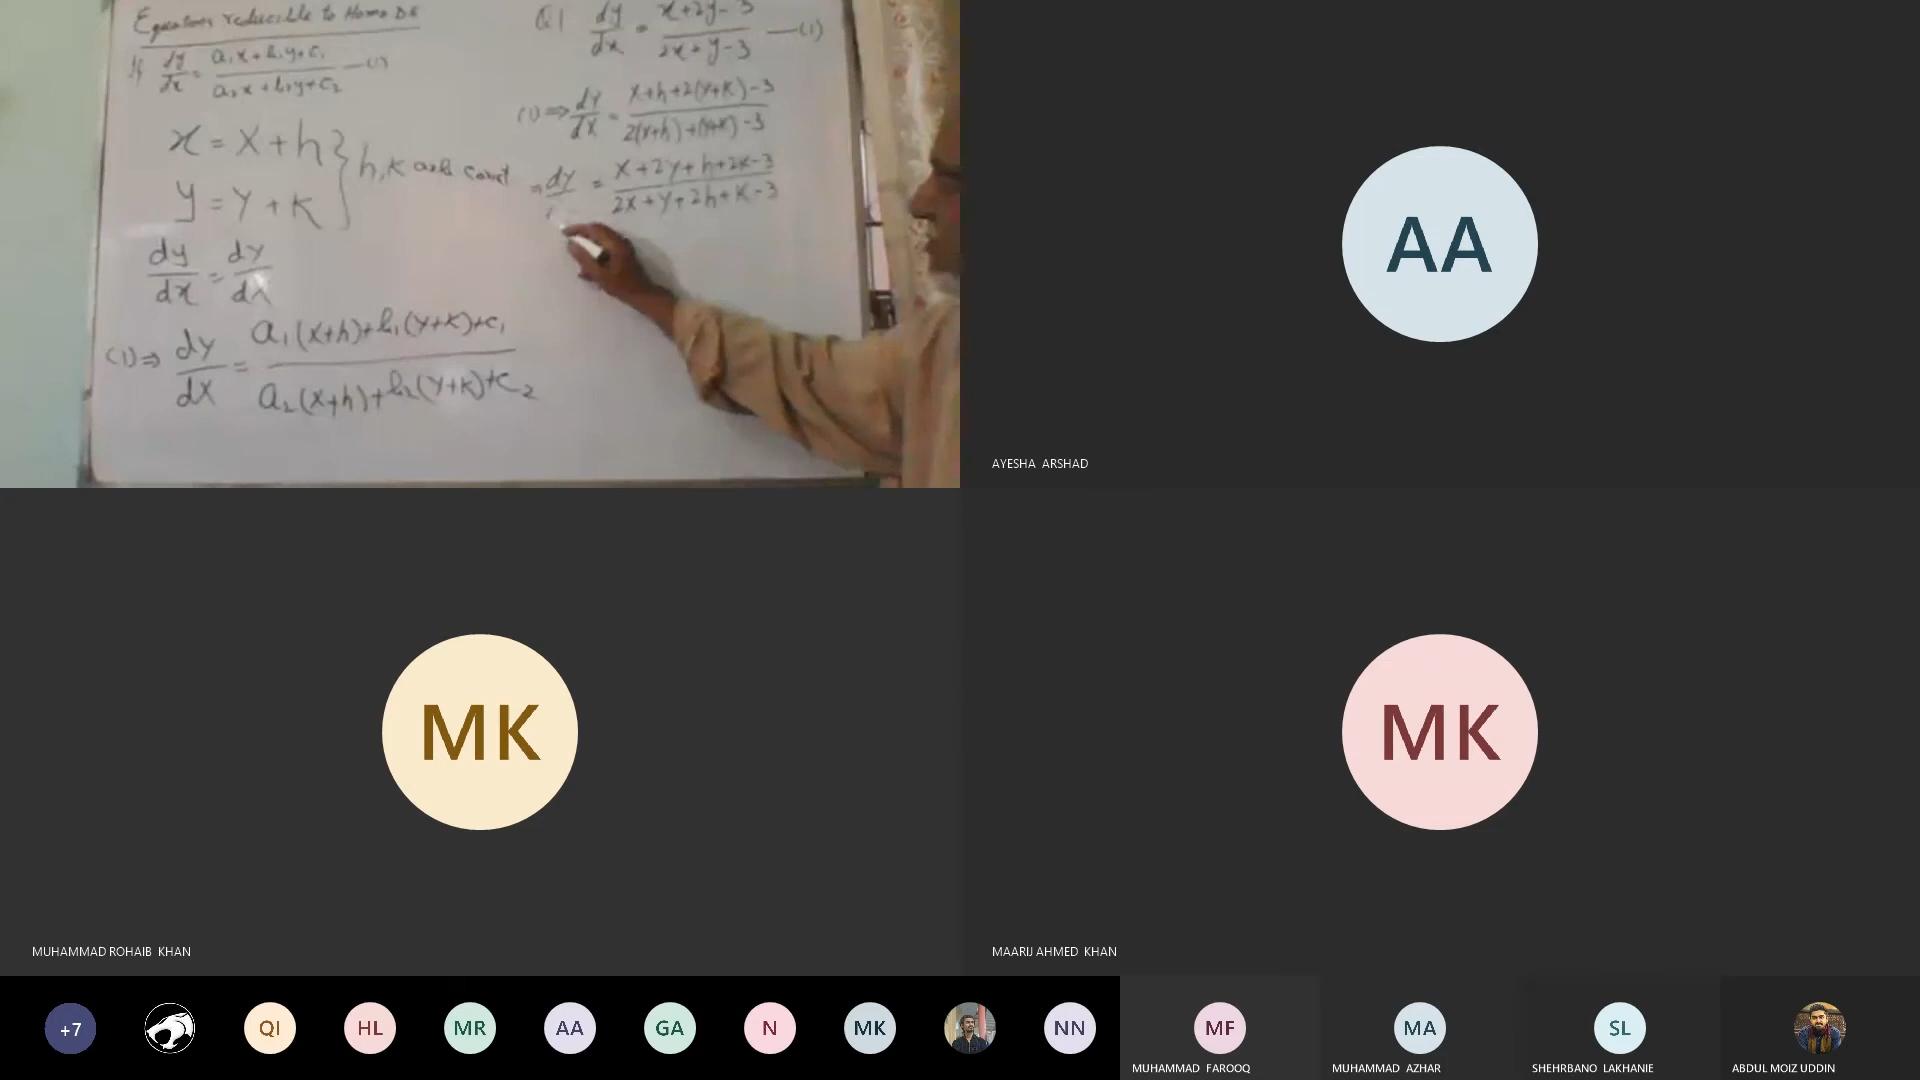 Equations reducible to Homo DE
If dy/dx = a₁x+b₁y+c₁ / a₂x+b₂y+c₂ —(1)
x = X+h
y = Y+K } h, K are const
dy/dx = dY/dX
(1)⇒ dY/dX = a₁(X+h)+b₁(Y+K)+c₁ / a₂(X+h)+b₂(Y+K)+c₂
Q1 dy/dx = x+2y-3 / 2x+y-3 —(1)
(1)⇒ dY/dX = X+h+2(Y+K)-3 / 2(X+h)+(Y+K)-3
⇒ dY = X+2Y+h+2K-3 / 2X+Y+2h+K-3
AA
AYESHA ARSHAD
MK
MUHAMMAD ROHAIB KHAN
MK
MAARIJ AHMED KHAN
+7
QI
HL
MR
AA
GA
N
MK
NN
MF
MUHAMMAD FAROOQ
MA
MUHAMMAD AZHAR
SL
SHEHRBANO LAKHANIE
ABDUL MOIZ UDDIN